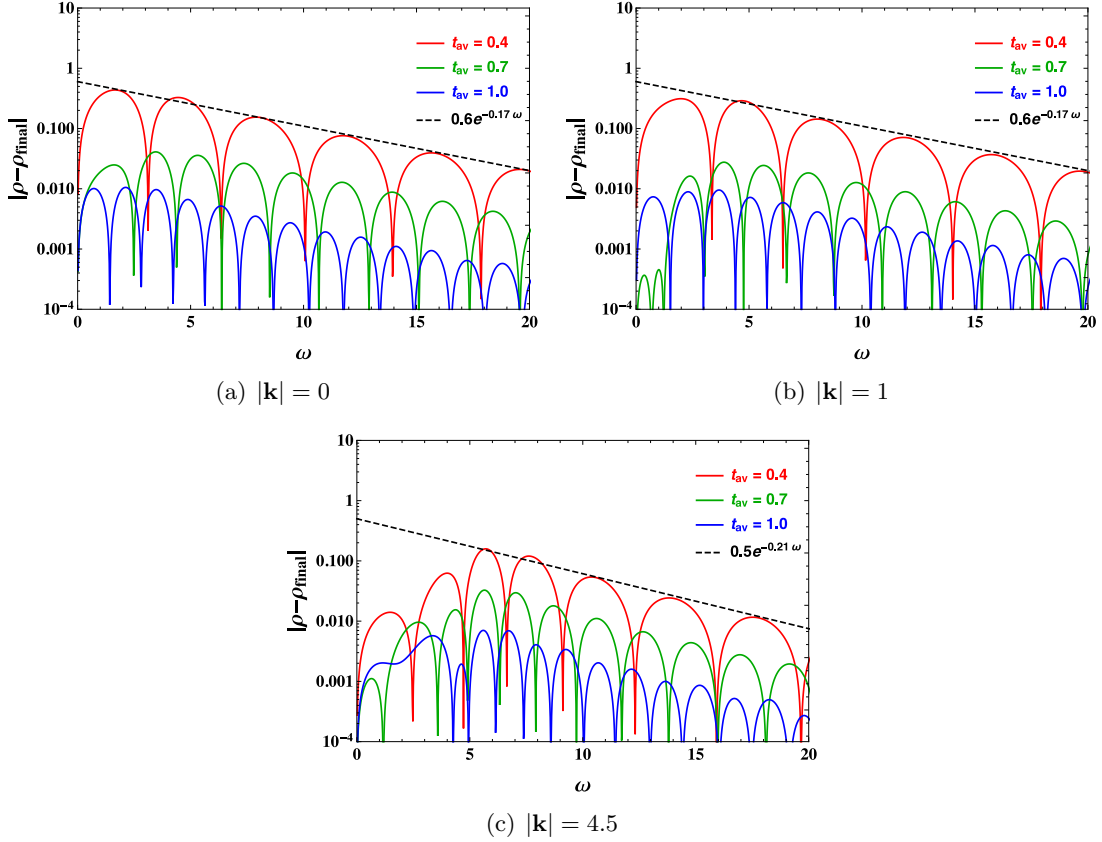 10
1
0.100
0.010
0.001
10⁻⁴
|ρ−ρ_final|
t_av = 0.4
t_av = 0.7
t_av = 1.0
0.6e^{-0.17 ω}
0 5 10 15 20
ω
(a) |k| = 0
10
1
0.100
0.010
0.001
10⁻⁴
|ρ−ρ_final|
t_av = 0.4
t_av = 0.7
t_av = 1.0
0.6e^{-0.17 ω}
0 5 10 15 20
ω
(b) |k| = 1
10
1
0.100
0.010
0.001
10⁻⁴
|ρ−ρ_final|
t_av = 0.4
t_av = 0.7
t_av = 1.0
0.5e^{-0.21 ω}
0 5 10 15 20
ω
(c) |k| = 4.5